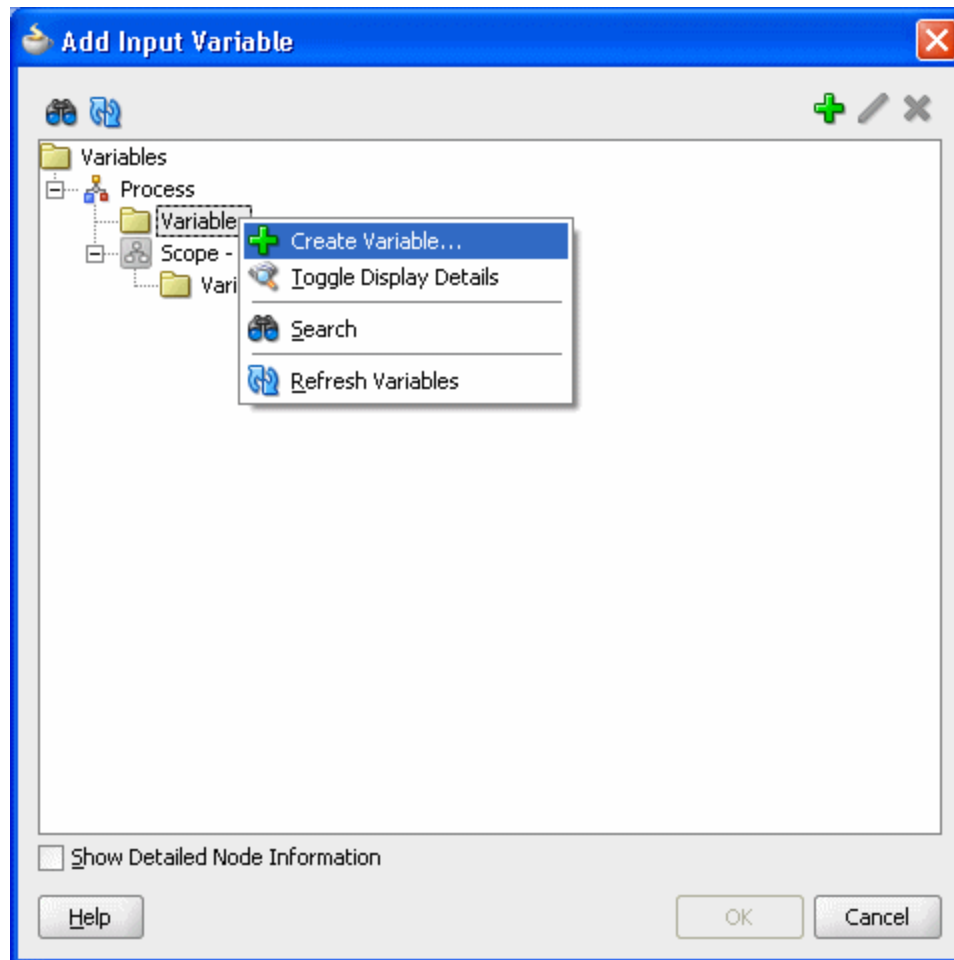 Add Input Variable
Variables
Process
Variable
Create Variable...
Scope -
Toggle Display Details
Vari
Search
Refresh Variables
Show Detailed Node Information
Help
OK
Cancel